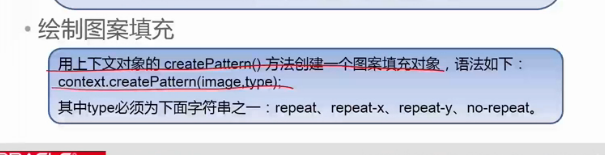 • 绘制图案填充
用上下文对象的 createPattern() 方法创建一个图案填充对象，语法如下：
context.createPattern(image,type);
其中type必须为下面字符串之一：repeat、repeat-x、repeat-y、no-repeat。